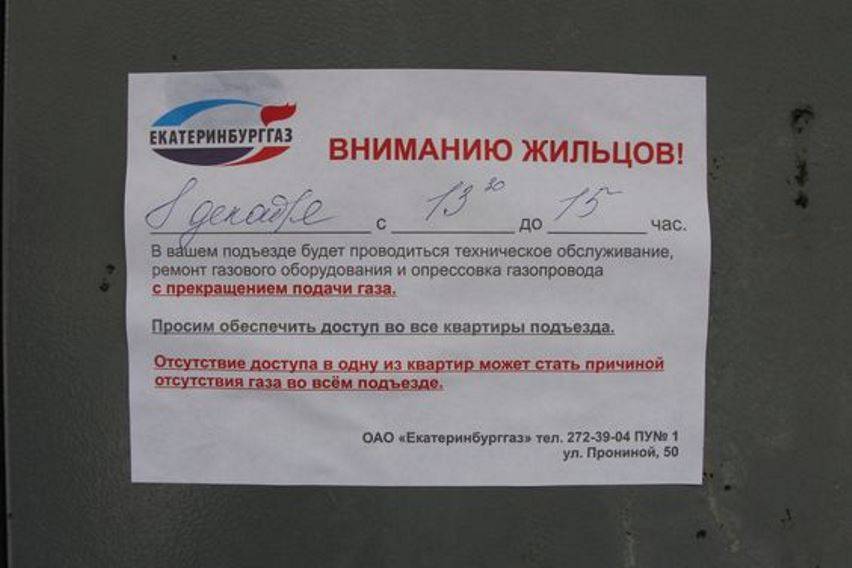 ЕКАТЕРИНБУРГГАЗ
ВНИМАНИЮ ЖИЛЬЦОВ!
8 декабря с 13 30 до 15 час.
В вашем подъезде будет проводиться техническое обслуживание,
ремонт газового оборудования и опрессовка газопровода
с прекращением подачи газа.
Просим обеспечить доступ во все квартиры подъезда.
Отсутствие доступа в одну из квартир может стать причиной
отсутствия газа во всём подъезде.
ОАО «Екатеринбурггаз» тел. 272-39-04 ПУ№ 1
ул. Прониной, 50